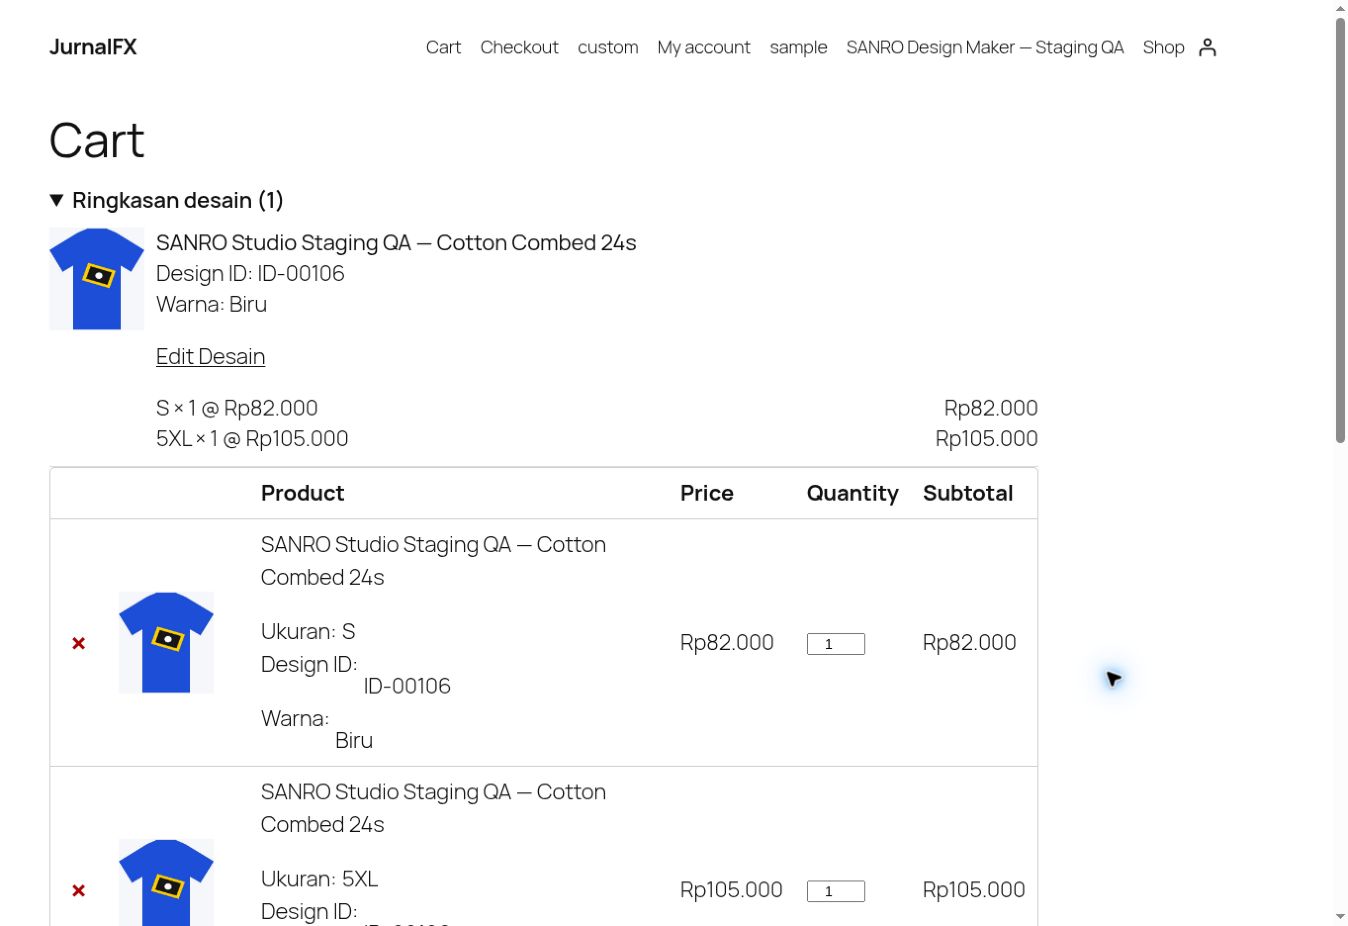 JurnalFX
Cart Checkout custom My account sample SANRO Design Maker — Staging QA Shop
Cart
▼ Ringkasan desain (1)
SANRO Studio Staging QA — Cotton Combed 24s
Design ID: ID-00106
Warna: Biru
Edit Desain
S × 1 @ Rp82.000 Rp82.000
5XL × 1 @ Rp105.000 Rp105.000
Product Price Quantity Subtotal
SANRO Studio Staging QA — Cotton
Combed 24s
Ukuran: S
Design ID:
ID-00106
Warna:
Biru
× Rp82.000 1 Rp82.000
SANRO Studio Staging QA — Cotton
Combed 24s
Ukuran: 5XL
Design ID:
× Rp105.000 1 Rp105.000